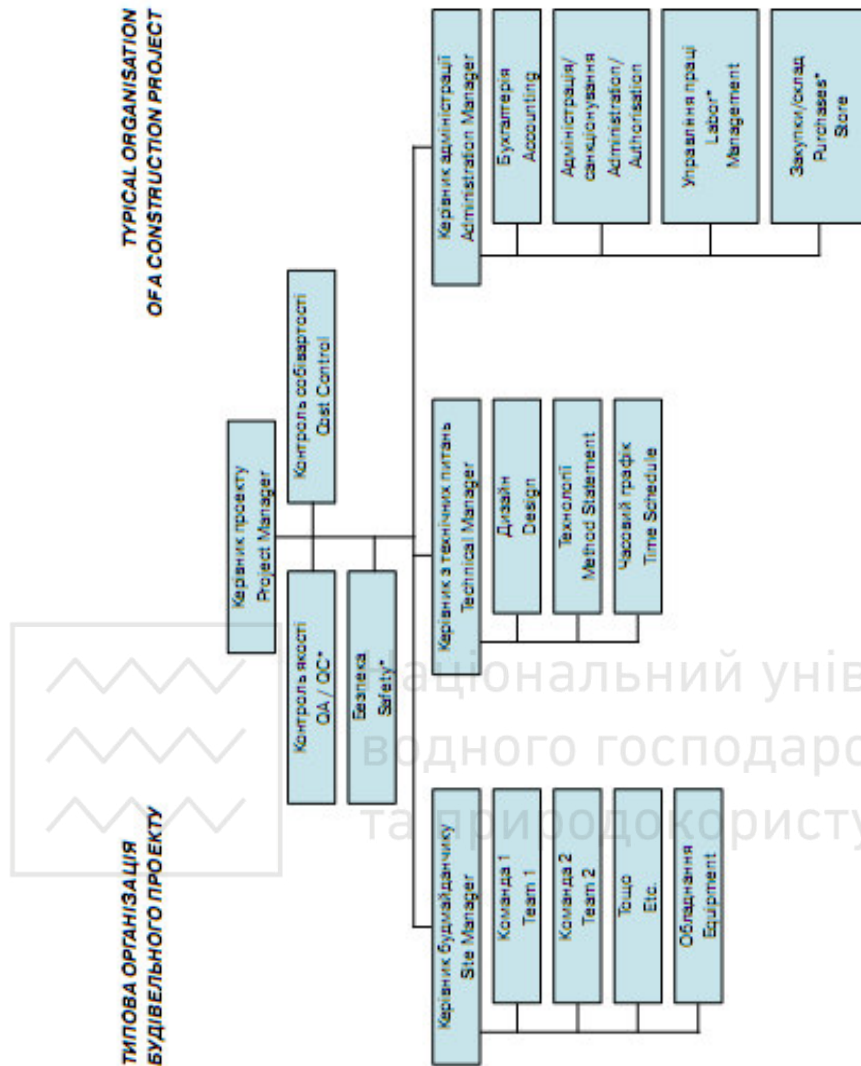 ТИПОВА ОРГАНІЗАЦІЯ
БУДІВЕЛЬНОГО ПРОЕКТУ
TYPICAL ORGANISATION
OF A CONSTRUCTION PROJECT
Керівник проекту
Project Manager
Контроль якості
QA / QC*
Контроль собівартості
Cost Control
Безпека
Safety*
Керівник будмайданчику
Site Manager
Команда 1
Team 1
Команда 2
Team 2
Тощо
Etc.
Обладнання
Equipment
Керівник з технічних питань
Technical Manager
Дизайн
Design
Технології
Method Statement
Часовий графік
Time Schedule
Керівник адміністрації
Administration Manager
Бухгалтерія
Accounting
Адміністрація/
санкціонування
Administration/
Authorisation
Управління праці
Labor*
Management
Закупки/склад
Purchases*
Store
Національний унів
водного господаро
та природокористу